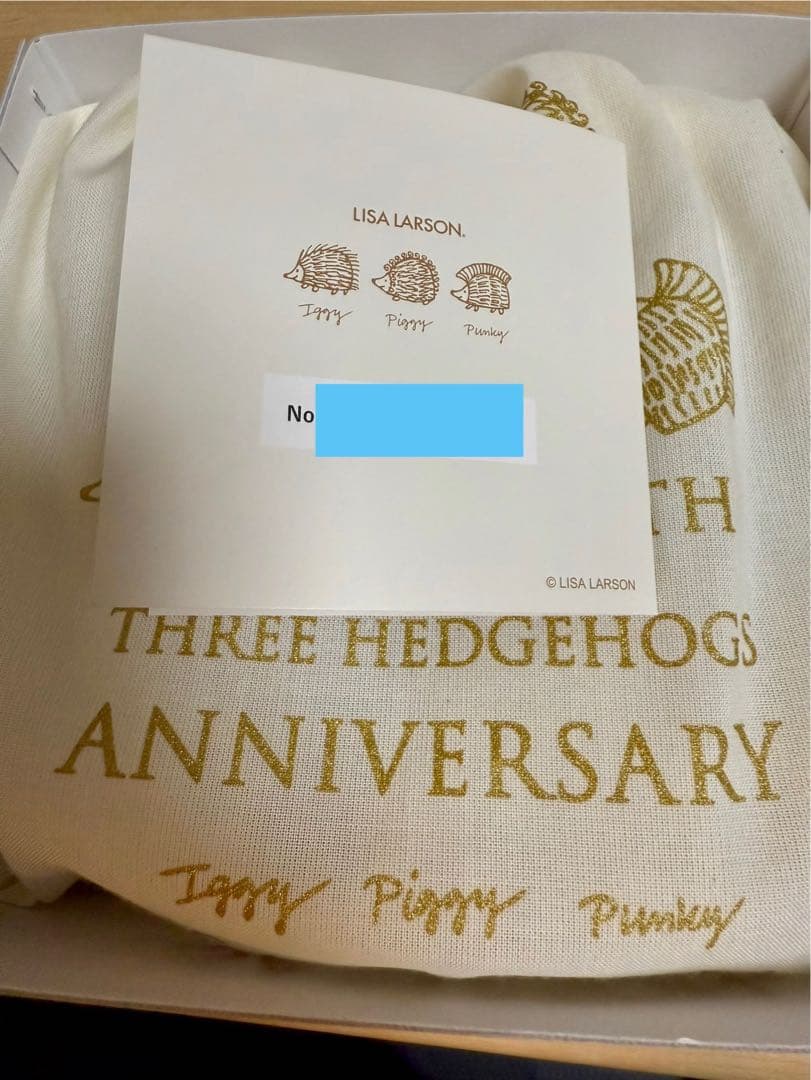 LISA LARSON®
Iggy Piggy Punky
No
© LISA LARSON
TH
THREE HEDGEHOGS
ANNIVERSARY
Iggy Piggy Punky